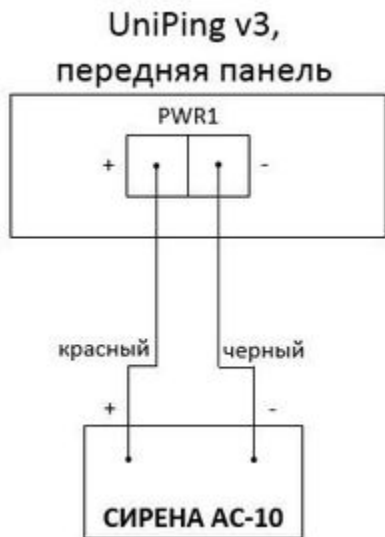 UniPing v3,
передняя панель
PWR1
+ -
красный черный
+ -
СИРЕНА АС-10